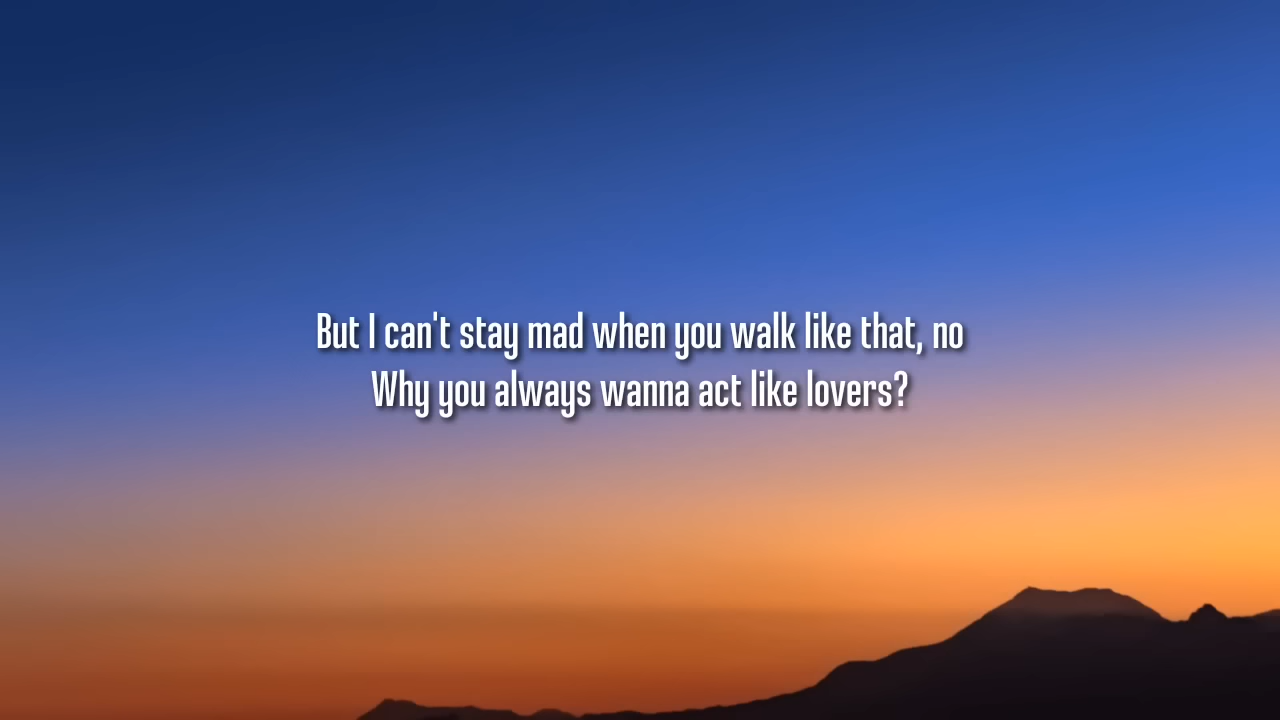 But I can't stay mad when you walk like that, no
Why you always wanna act like lovers?